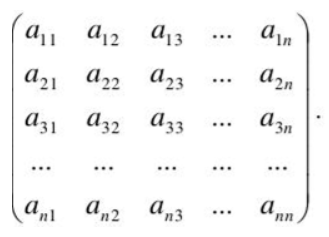 a₁₁ a₁₂ a₁₃ ... a₁ₙ
a₂₁ a₂₂ a₂₃ ... a₂ₙ
a₃₁ a₃₂ a₃₃ ... a₃ₙ
... ... ... ... ...
aₙ₁ aₙ₂ aₙ₃ ... aₙₙ .